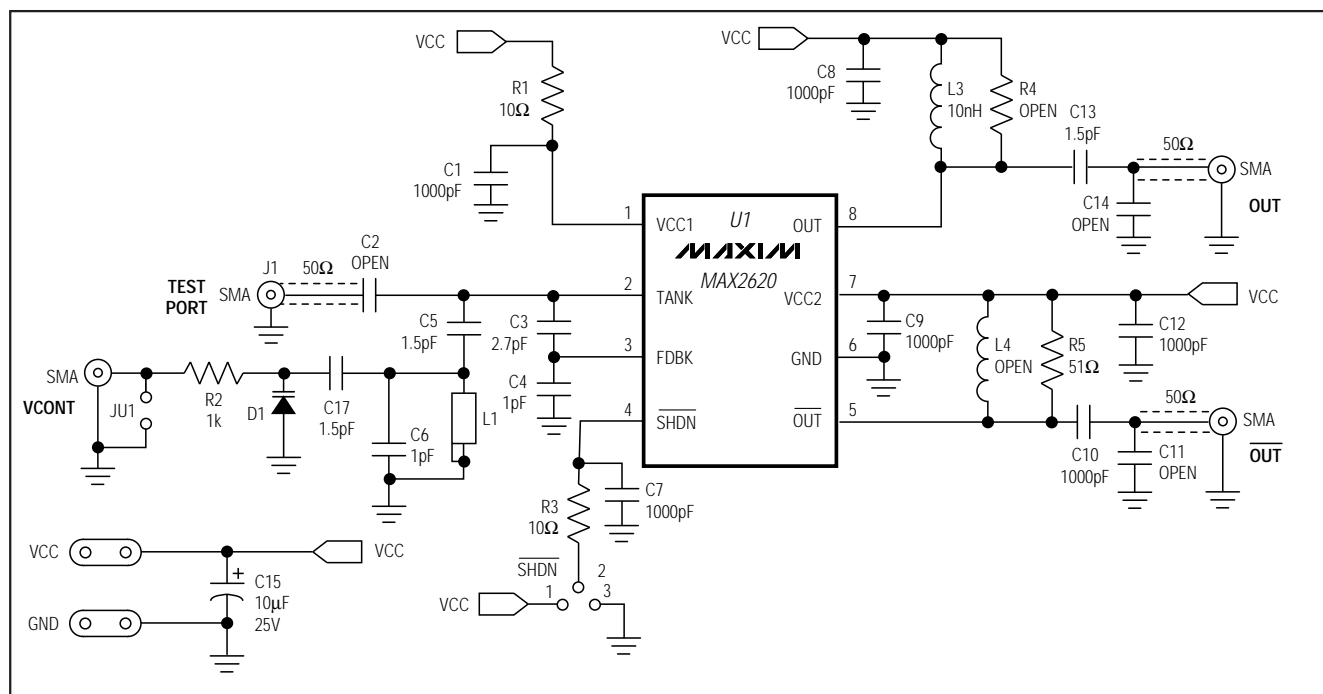 VCC
R1
10Ω
C1
1000pF
VCC
C8
1000pF
L3
10nH
R4
OPEN
C13
1.5pF
50Ω
SMA
OUT
C14
OPEN
U1
MAXIM
MAX2620
1
VCC1
2
TANK
3
FDBK
4
SHDN
8
OUT
7
VCC2
6
GND
5
OUT
TEST
PORT
J1
SMA
50Ω
C2
OPEN
C5
1.5pF
C3
2.7pF
C4
1pF
SMA
VCONT
JU1
R2
1k
D1
C17
1.5pF
C6
1pF
L1
C9
1000pF
L4
OPEN
R5
51Ω
C12
1000pF
VCC
C10
1000pF
C11
OPEN
50Ω
SMA
OUT
R3
10Ω
C7
1000pF
SHDN
VCC
1
2
3
VCC
VCC
C15
+
10μF
25V
GND